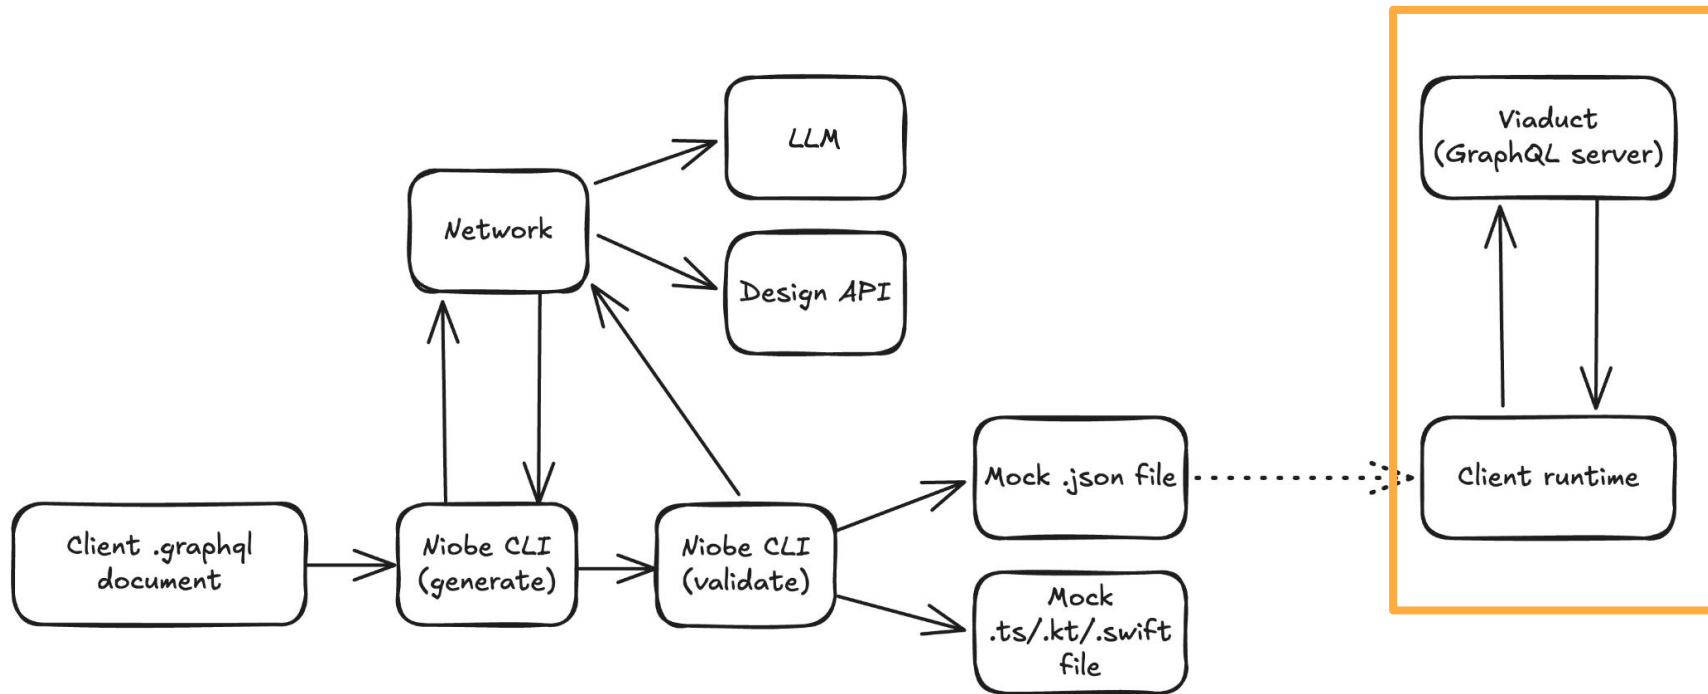 LLM
Viaduct
(GraphQL server)
Network
Design API
Mock .json file
Client runtime
Client .graphql
document
Niobe CLI
(generate)
Niobe CLI
(validate)
Mock
.ts/.kt/.swift
file